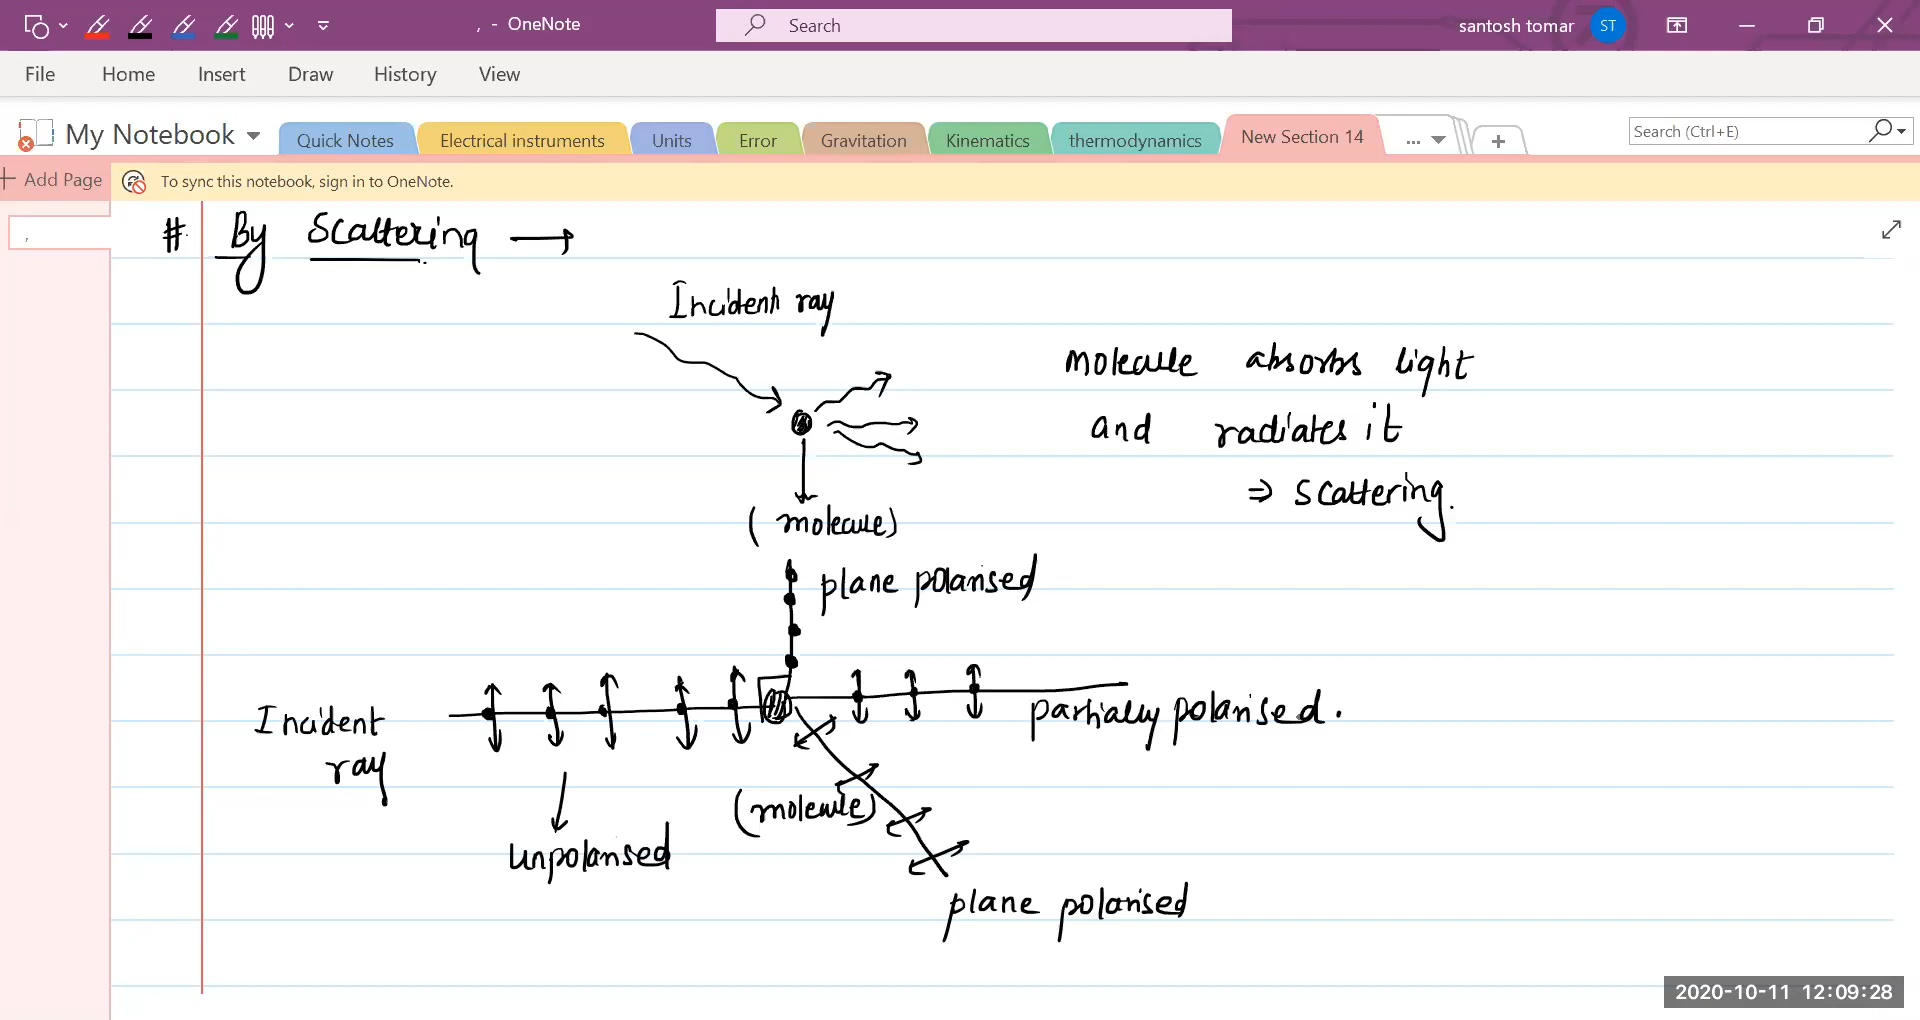 , - OneNote
Search
santosh tomar ST
File Home Insert Draw History View
My Notebook
Quick Notes Electrical instruments Units Error Gravitation Kinematics thermodynamics New Section 14 ...
Search (Ctrl+E)
Add Page
To sync this notebook, sign in to OneNote.
,
# By Scattering →
Incident ray
molecule absorbs light
and radiates it
⇒ scattering.
(molecule)
plane polarised
Incident
ray
partially polarised.
(molecule)
unpolarised
plane polarised
2020-10-11 12:09:28